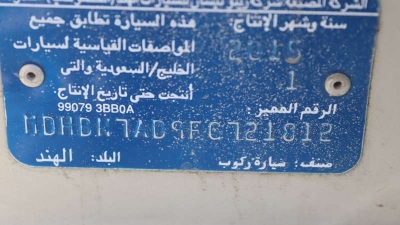 سنة وشهر الإنتاج: هذه السيارة تطابق جميع
2015 المواصفات القياسية لسيارات
1 الخليج/السعودية والتي
أنتجت حتى تاريخ الإنتاج:
99079 3BB0A الرقم المميز:
MDHBN7AD9FG721812
صنف: سيارة ركوب البلد: الهند